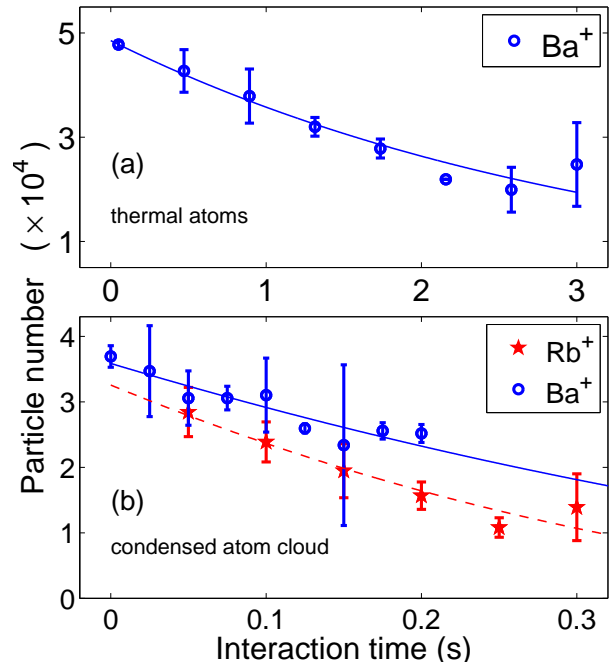 5
3
1
Ba+
(a)
thermal atoms
0
1
2
3
Particle number (× 10^4)
4
3
2
1
0
Rb+
Ba+
(b)
condensed atom cloud
0
0.1
0.2
0.3
Interaction time (s)